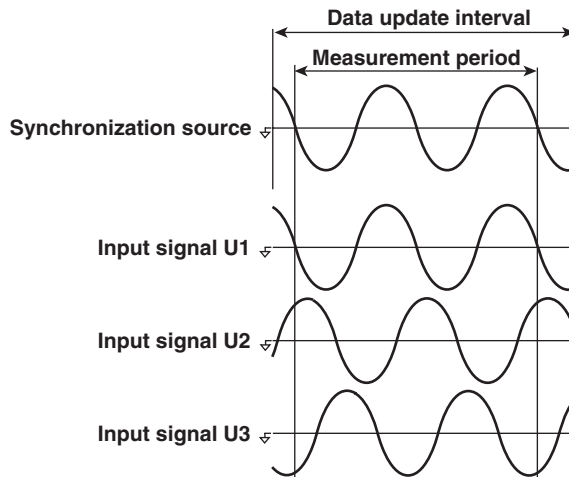 Data update interval
Measurement period
Synchronization source
Input signal U1
Input signal U2
Input signal U3